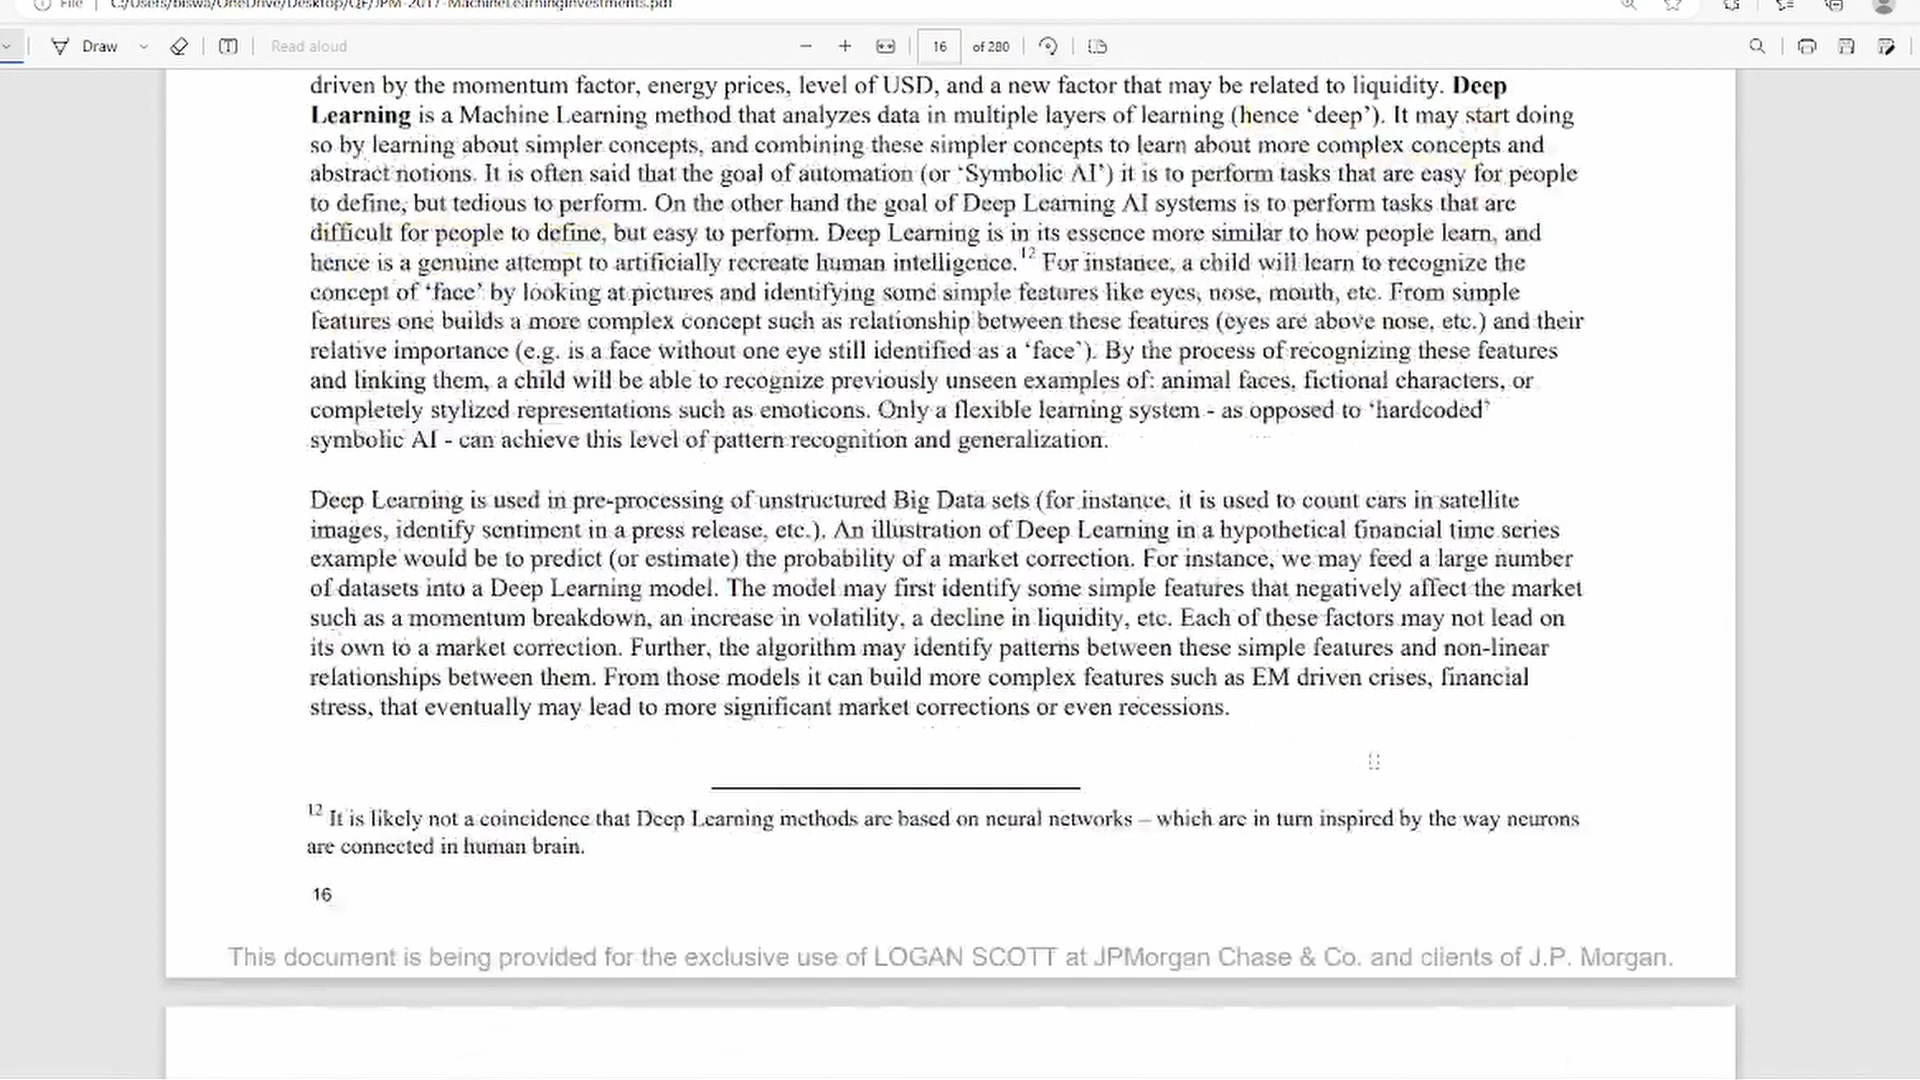 File | C:/Users/biswa/OneDrive/Desktop/QF/JPM-2017-MachineLearningInvestments.pdf
Draw Read aloud 16 of 280
driven by the momentum factor, energy prices, level of USD, and a new factor that may be related to liquidity. Deep
Learning is a Machine Learning method that analyzes data in multiple layers of learning (hence ‘deep’). It may start doing
so by learning about simpler concepts, and combining these simpler concepts to learn about more complex concepts and
abstract notions. It is often said that the goal of automation (or ‘Symbolic AI’) it is to perform tasks that are easy for people
to define, but tedious to perform. On the other hand the goal of Deep Learning AI systems is to perform tasks that are
difficult for people to define, but easy to perform. Deep Learning is in its essence more similar to how people learn, and
hence is a genuine attempt to artificially recreate human intelligence.12 For instance, a child will learn to recognize the
concept of ‘face’ by looking at pictures and identifying some simple features like eyes, nose, mouth, etc. From simple
features one builds a more complex concept such as relationship between these features (eyes are above nose, etc.) and their
relative importance (e.g. is a face without one eye still identified as a ‘face’). By the process of recognizing these features
and linking them, a child will be able to recognize previously unseen examples of: animal faces, fictional characters, or
completely stylized representations such as emoticons. Only a flexible learning system - as opposed to ‘hardcoded’
symbolic AI - can achieve this level of pattern recognition and generalization.
Deep Learning is used in pre-processing of unstructured Big Data sets (for instance, it is used to count cars in satellite
images, identify sentiment in a press release, etc.). An illustration of Deep Learning in a hypothetical financial time series
example would be to predict (or estimate) the probability of a market correction. For instance, we may feed a large number
of datasets into a Deep Learning model. The model may first identify some simple features that negatively affect the market
such as a momentum breakdown, an increase in volatility, a decline in liquidity, etc. Each of these factors may not lead on
its own to a market correction. Further, the algorithm may identify patterns between these simple features and non-linear
relationships between them. From those models it can build more complex features such as EM driven crises, financial
stress, that eventually may lead to more significant market corrections or even recessions.
12 It is likely not a coincidence that Deep Learning methods are based on neural networks – which are in turn inspired by the way neurons
are connected in human brain.
16
This document is being provided for the exclusive use of LOGAN SCOTT at JPMorgan Chase & Co. and clients of J.P. Morgan.